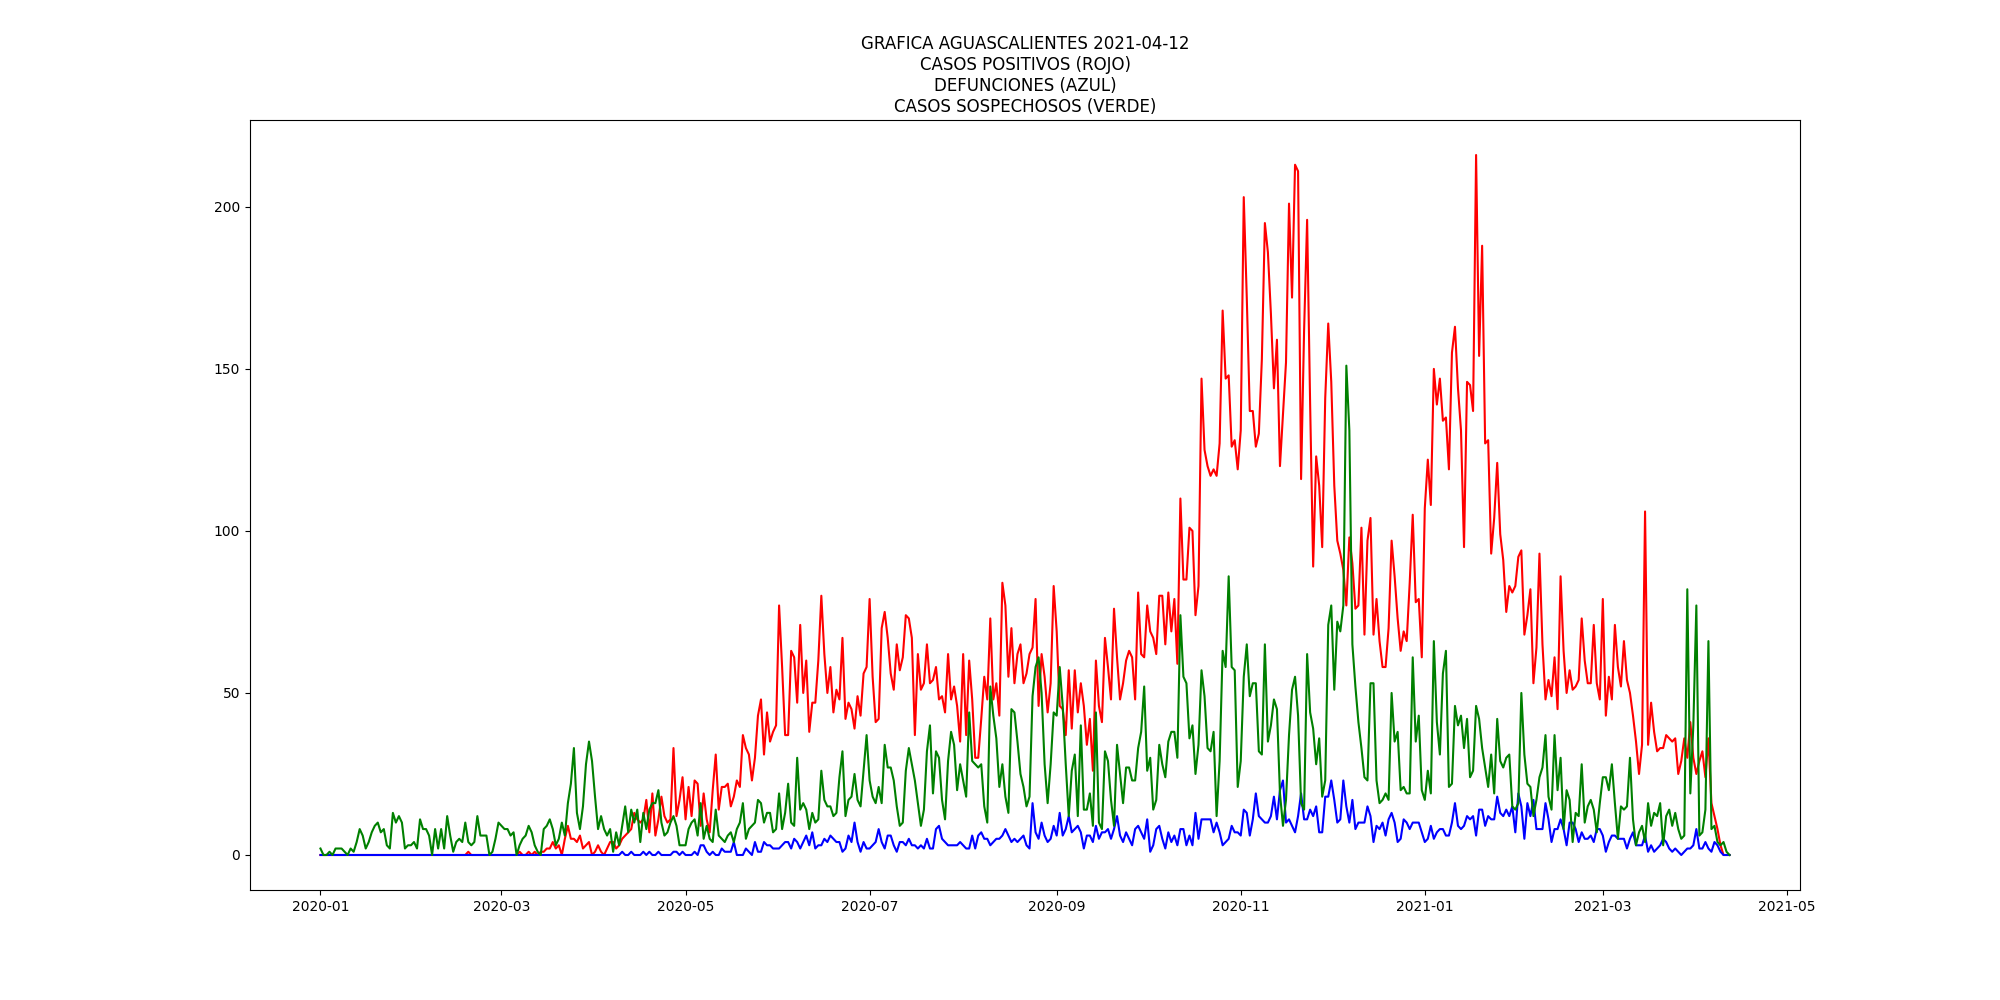 GRAFICA AGUASCALIENTES 2021-04-12
CASOS POSITIVOS (ROJO)
DEFUNCIONES (AZUL)
CASOS SOSPECHOSOS (VERDE)
200
150
100
50
0
2020-01 2020-03 2020-05 2020-07 2020-09 2020-11 2021-01 2021-03 2021-05